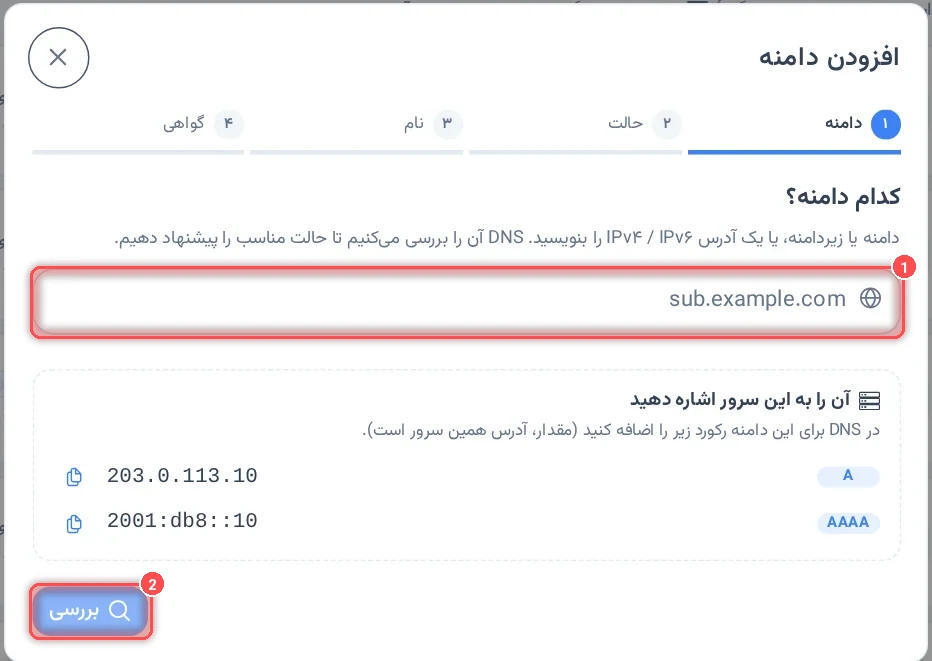 افزودن دامنه
۱ دامنه
۲ حالت
۳ نام
۴ گواهی
کدام دامنه؟
دامنه یا زیردامنه، یا یک آدرس IPv۴ / IPv۶ را بنویسید. DNS آن را بررسی می‌کنیم تا حالت مناسب را پیشنهاد دهیم.
1
sub.example.com
آن را به این سرور اشاره دهید
در DNS برای این دامنه رکورد زیر را اضافه کنید (مقدار، آدرس همین سرور است).
A 203.0.113.10
AAAA 2001:db8::10
2
بررسی